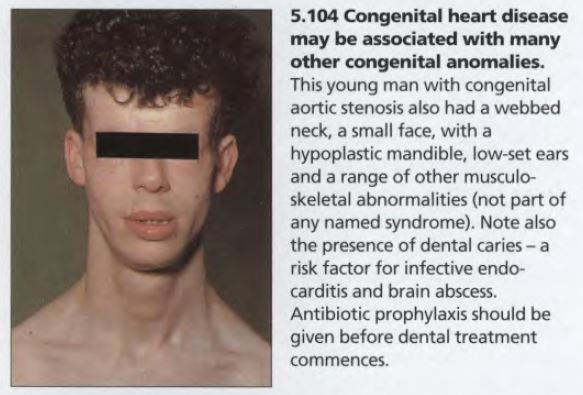 5.104 Congenital heart disease
may be associated with many
other congenital anomalies.
This young man with congenital
aortic stenosis also had a webbed
neck, a small face, with a
hypoplastic mandible, low-set ears
and a range of other musculo-
skeletal abnormalities (not part of
any named syndrome). Note also
the presence of dental caries – a
risk factor for infective endo-
carditis and brain abscess.
Antibiotic prophylaxis should be
given before dental treatment
commences.